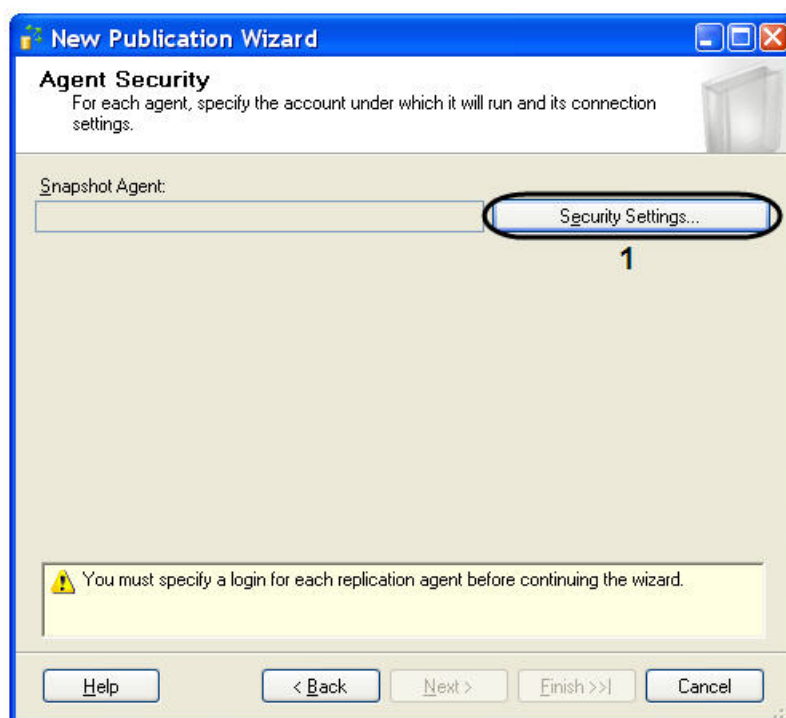 New Publication Wizard
Agent Security
For each agent, specify the account under which it will run and its connection
settings.
Snapshot Agent:
Security Settings...
1
You must specify a login for each replication agent before continuing the wizard.
Help
< Back
Next >
Finish >>|
Cancel